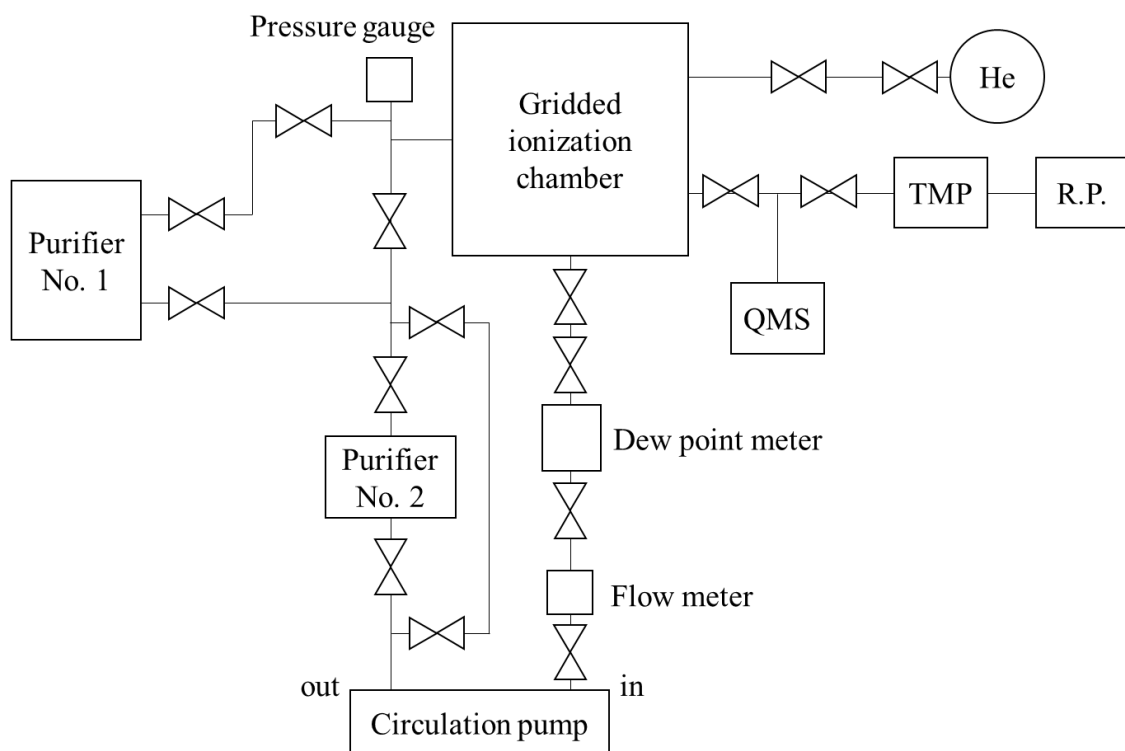 Pressure gauge
Gridded
ionization
chamber
He
Purifier
No. 1
TMP
R.P.
QMS
Dew point meter
Purifier
No. 2
Flow meter
out
in
Circulation pump